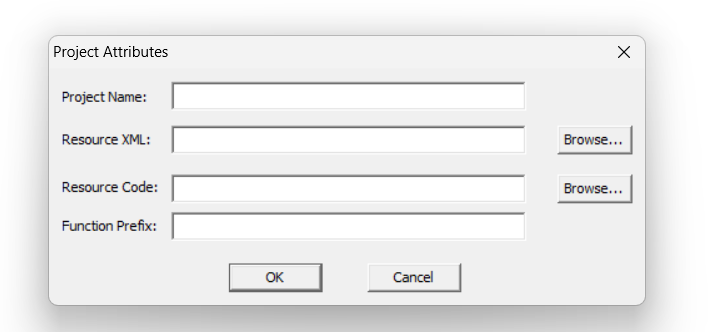 Project Attributes
Project Name:
Resource XML:
Browse...
Resource Code:
Browse...
Function Prefix:
OK
Cancel